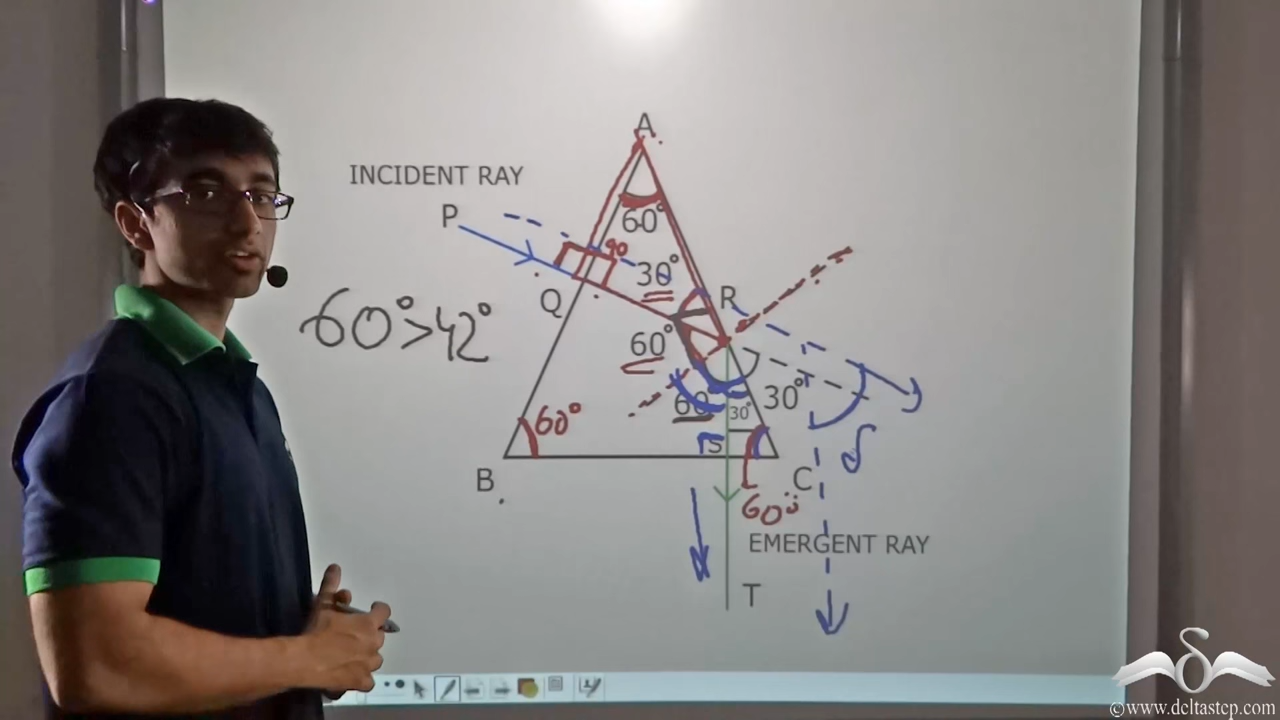 A
INCIDENT RAY
P
60°
90
30°
Q
R
60°>42°
60°
60°
30°
30°
60°
S
δ
B
C
60°
EMERGENT RAY
T
©www.deltastep.com